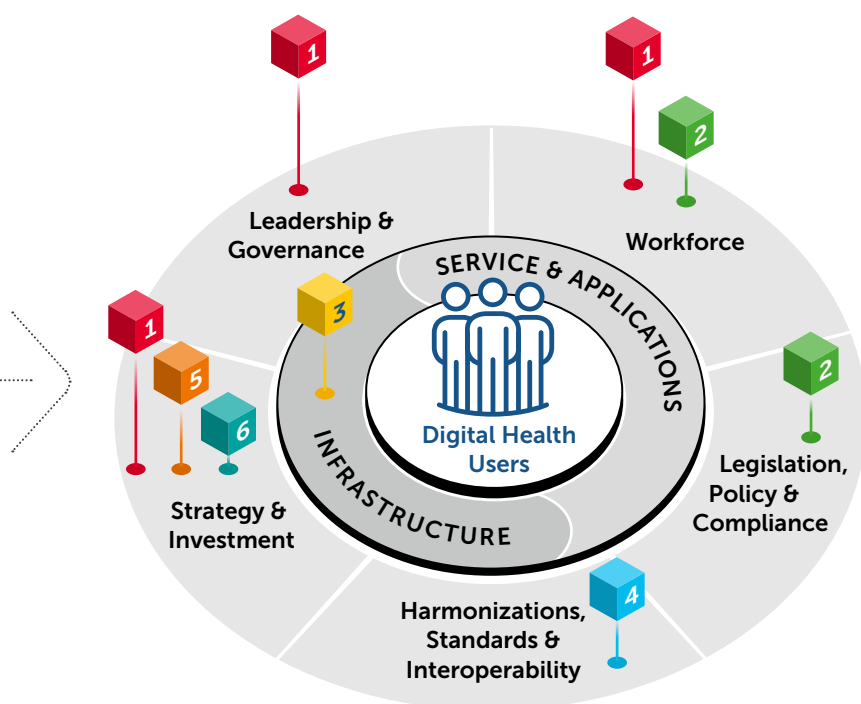 1
1
2
Leadership &
Governance
Workforce
SERVICE & APPLICATIONS
3
1
5
6
2
Digital Health
Users
INFRASTRUCTURE
Legislation,
Policy &
Compliance
Strategy &
Investment
4
Harmonizations,
Standards &
Interoperability